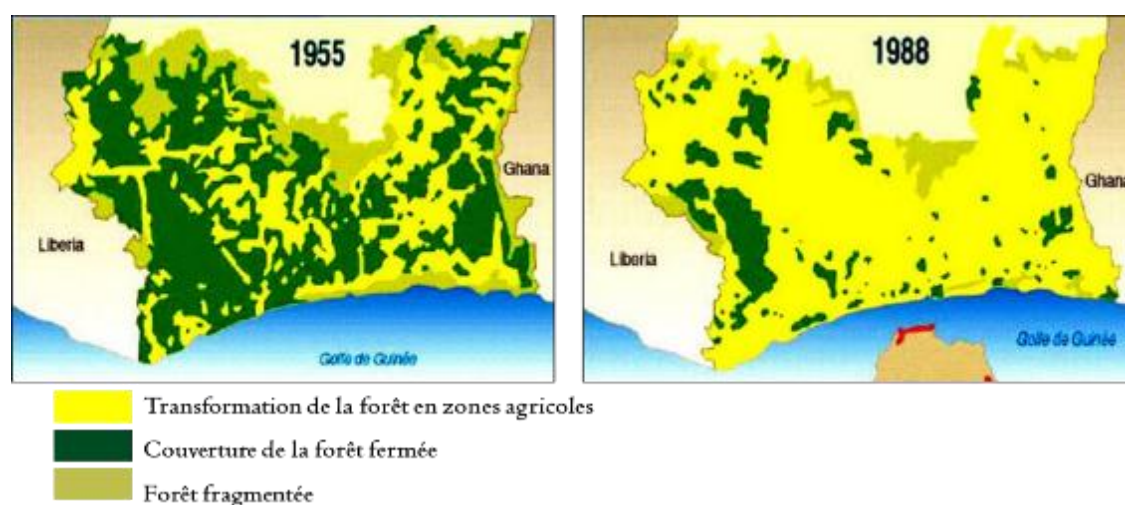 1955
Ghana
Liberia
Golfe de Guinée
1988
Ghana
Liberia
Golfe de Guinée
Transformation de la forêt en zones agricoles
Couverture de la forêt fermée
Forêt fragmentée